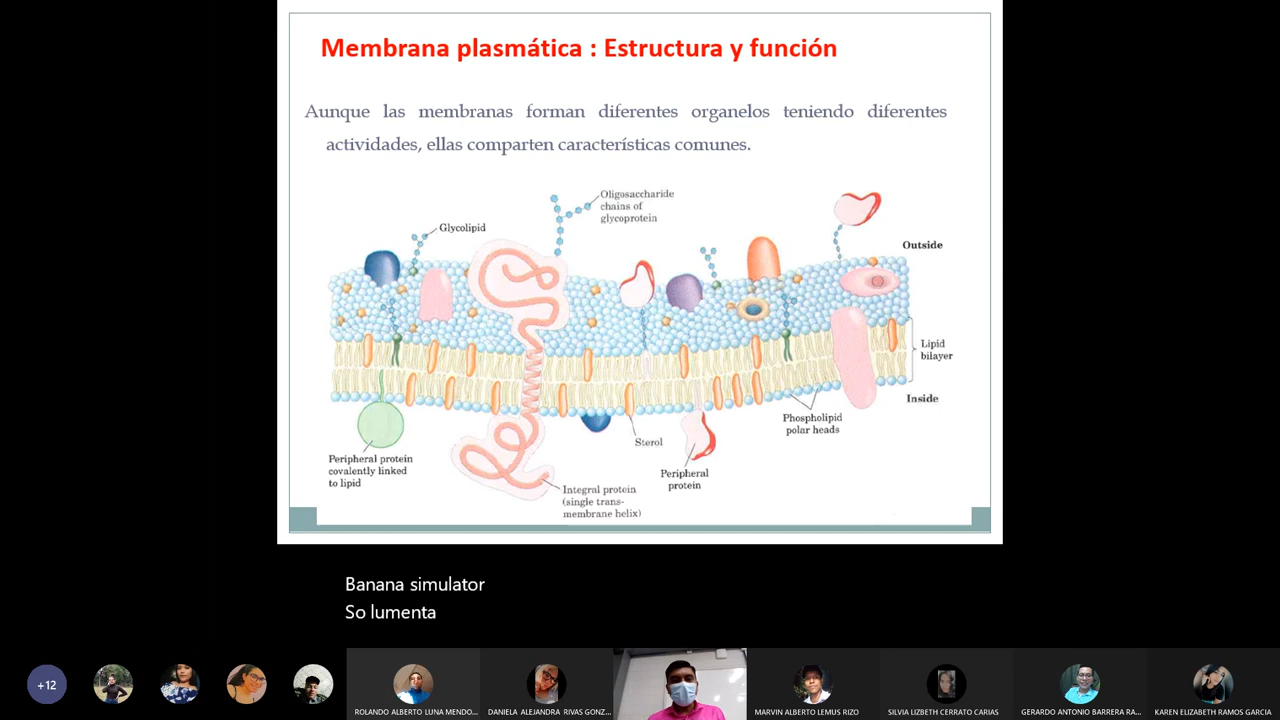 Membrana plasmática : Estructura y función
Aunque las membranas forman diferentes organelos teniendo diferentes
actividades, ellas comparten características comunes.
Oligosaccharide
chains of
glycoprotein
Glycolipid
Outside
Lipid
bilayer
Inside
Phospholipid
polar heads
Sterol
Peripheral protein
covalently linked
to lipid
Peripheral
protein
Integral protein
(single trans-
membrane helix)
Banana simulator
So lumenta
+12
ROLANDO ALBERTO LUNA MENDO...
DANIELA ALEJANDRA RIVAS GONZ...
MARVIN ALBERTO LEMUS RIZO
SILVIA LIZBETH CERRATO CARIAS
GERARDO ANTONIO BARRERA RA...
KAREN ELIZABETH RAMOS GARCIA